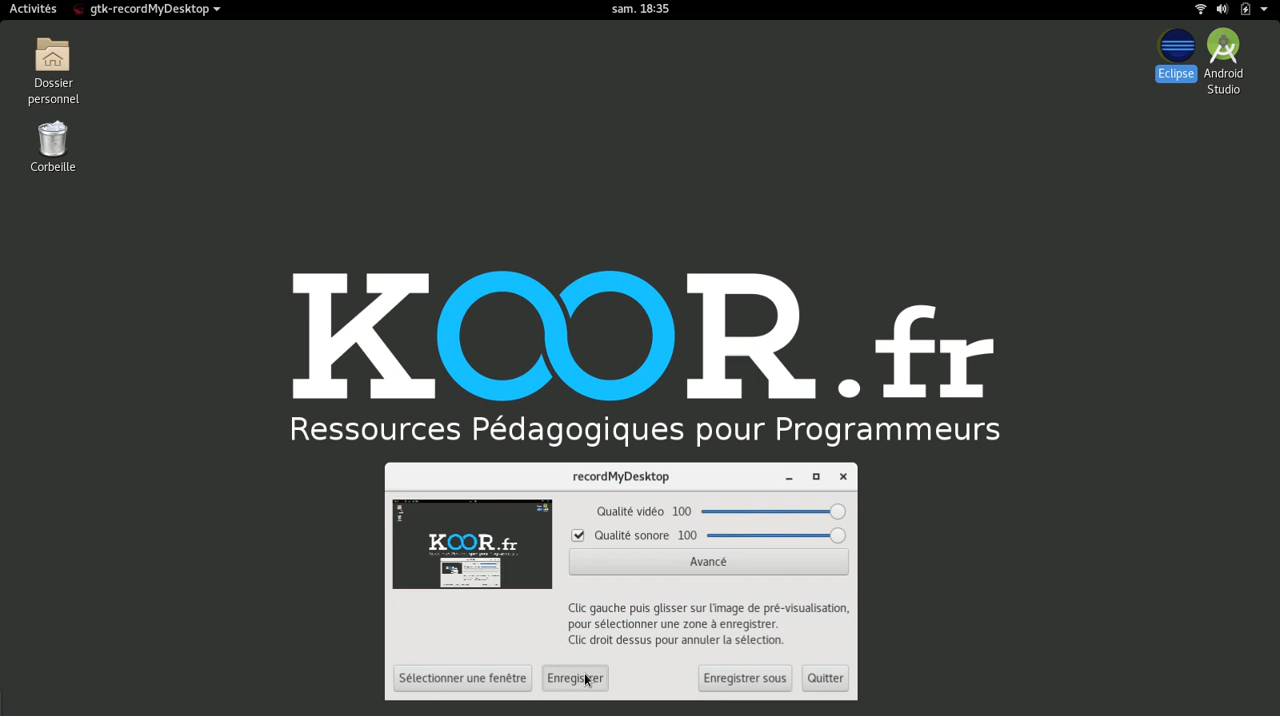 Activités gtk-recordMyDesktop sam. 18:35
Dossier
personnel
Corbeille
Eclipse
Android
Studio
KOOR.fr
Ressources Pédagogiques pour Programmeurs
recordMyDesktop
KOOR.fr
Qualité vidéo 100
Qualité sonore 100
Avancé
Clic gauche puis glisser sur l'image de pré-visualisation,
pour sélectionner une zone à enregistrer.
Clic droit dessus pour annuler la sélection.
Sélectionner une fenêtre Enregistrer Enregistrer sous Quitter